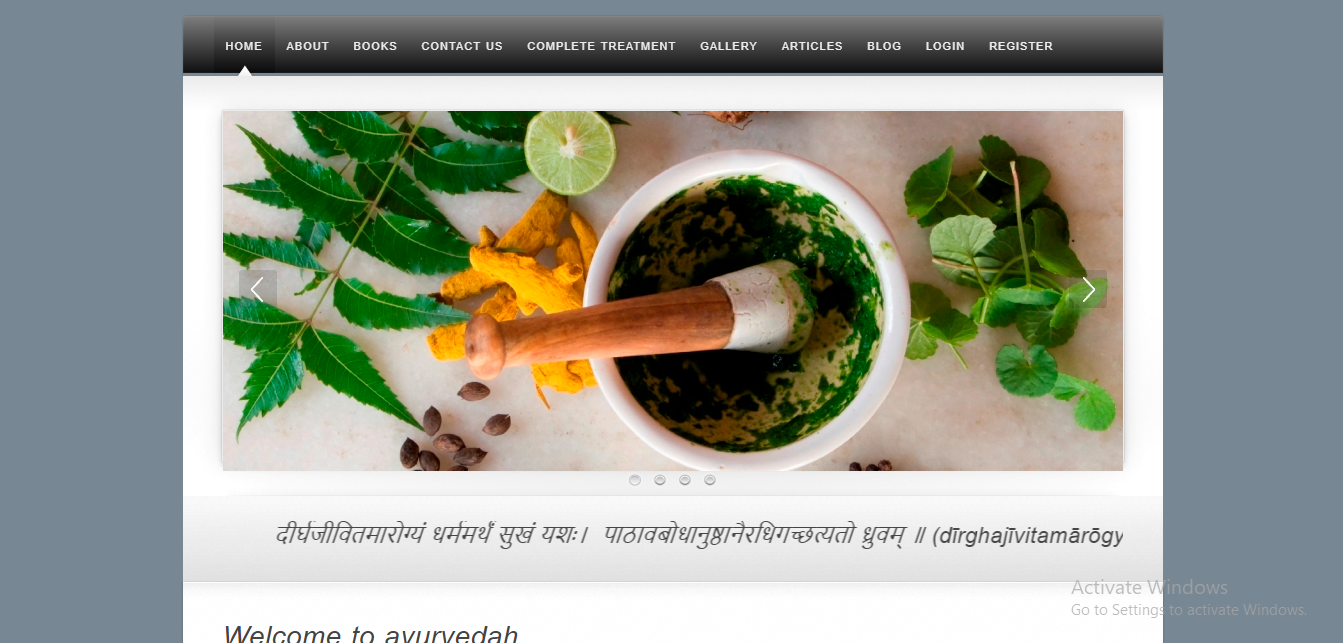 HOME ABOUT BOOKS CONTACT US COMPLETE TREATMENT GALLERY ARTICLES BLOG LOGIN REGISTER
दीर्घजीवितमारोग्यं धर्ममर्थं सुखं यशः। पाठावबोधानुष्ठानैरधिगच्छत्यतो ध्रुवम् ॥ (dīrghajīvitamārōgy
Activate Windows
Go to Settings to activate Windows.
Welcome to ayurvedah